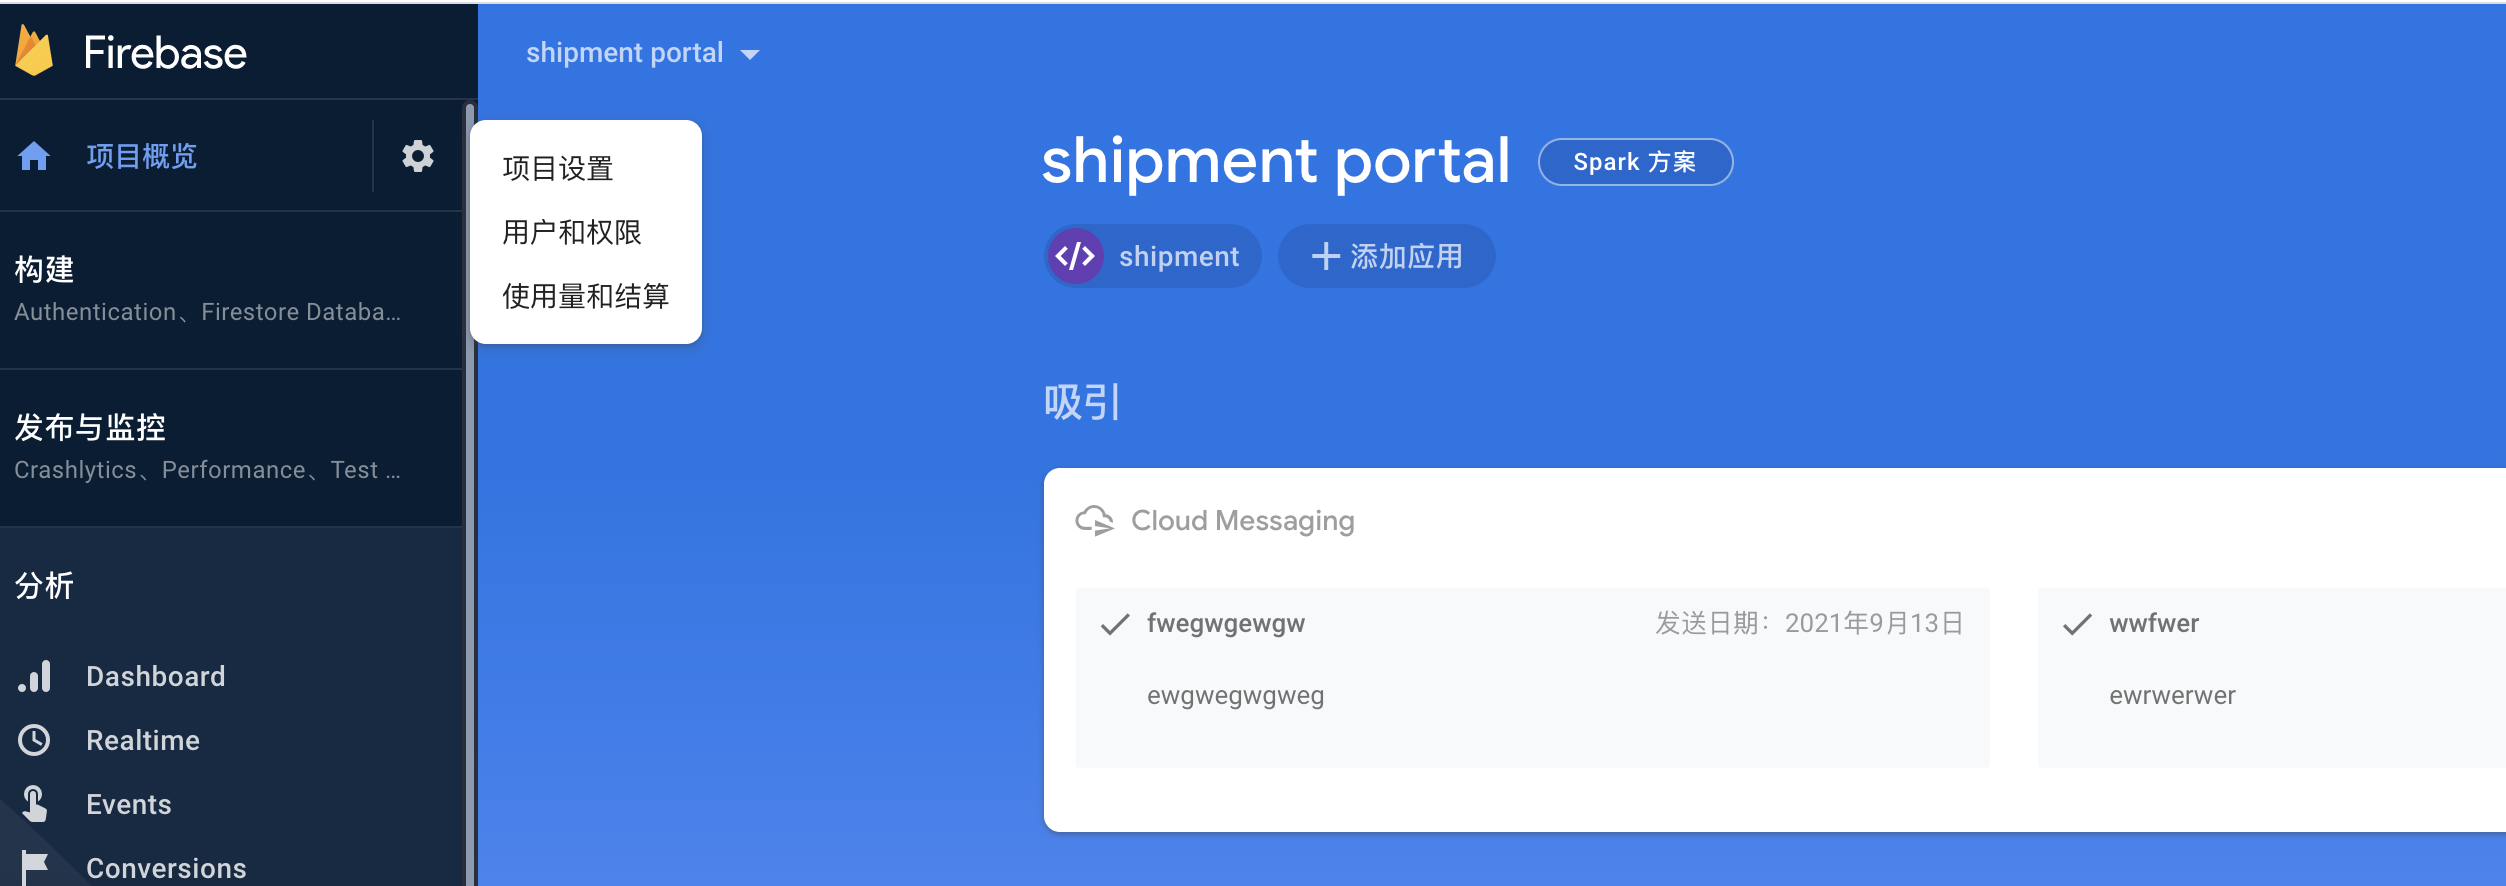 Firebase
项目概览
构建
Authentication、Firestore Databa...
发布与监控
Crashlytics、Performance、Test ...
分析
Dashboard
Realtime
Events
Conversions
shipment portal
项目设置
用户和权限
使用量和结算
shipment portal
Spark 方案
shipment
添加应用
吸引
Cloud Messaging
fwegwgewgw
发送日期：2021年9月13日
ewgwegwgweg
wwfwer
ewrwerwer